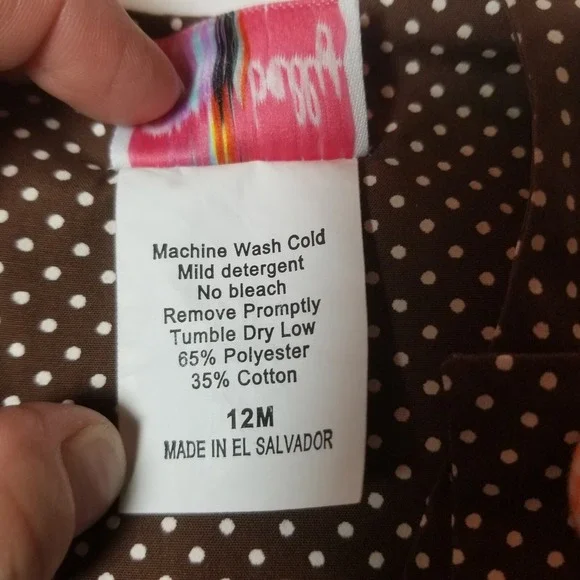 Machine Wash Cold
Mild detergent
No bleach
Remove Promptly
Tumble Dry Low
65% Polyester
35% Cotton
12M
MADE IN EL SALVADOR